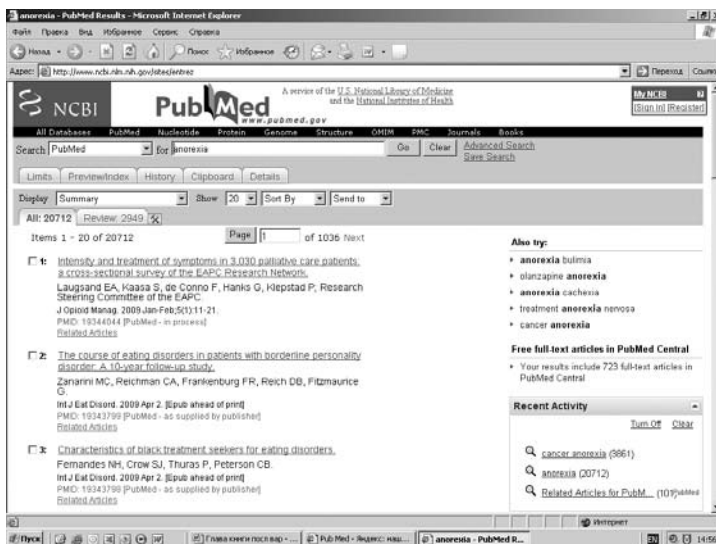 anorexia - PubMed Results - Microsoft Internet Explorer
Файл Правка Вид Избранное Сервис Справка
Назад Поиск Избранное
Адрес: http://www.ncbi.nlm.nih.gov/sites/entrez Переход Ссылки
NCBI PubMed www.pubmed.gov
A service of the U.S. National Library of Medicine
and the National Institutes of Health
My NCBI
[Sign In] [Register]
All Databases PubMed Nucleotide Protein Genome Structure OMIM PMC Journals Books
Search PubMed for anorexia Go Clear Advanced Search
Save Search
Limits Preview/Index History Clipboard Details
Display Summary Show 20 Sort By Send to
All: 20712 Review: 2949
Items 1 - 20 of 20712 Page 1 of 1036 Next
1: Intensity and treatment of symptoms in 3,030 palliative care patients:
a cross-sectional survey of the EAPC Research Network.
Laugsand EA, Kaasa S, de Conno F, Hanks G, Klepstad P; Research
Steering Committee of the EAPC.
J Opioid Manag. 2009 Jan-Feb;5(1):11-21.
PMID: 19344044 [PubMed - in process]
Related Articles
2: The course of eating disorders in patients with borderline personality
disorder: A 10-year follow-up study.
Zanarini MC, Reichman CA, Frankenburg FR, Reich DB, Fitzmaurice
G.
Int J Eat Disord. 2009 Apr 2. [Epub ahead of print]
PMID: 19343799 [PubMed - as supplied by publisher]
Related Articles
3: Characteristics of black treatment seekers for eating disorders.
Fernandes NH, Crow SJ, Thuras P, Peterson CB.
Int J Eat Disord. 2009 Apr 2. [Epub ahead of print]
PMID: 19343798 [PubMed - as supplied by publisher]
Related Articles
Also try:
anorexia bulimia
olanzapine anorexia
anorexia cachexia
treatment anorexia nervosa
cancer anorexia
Free full-text articles in PubMed Central
Your results include 723 full-text articles in
PubMed Central
Recent Activity
Turn Off Clear
cancer anorexia (3861)
anorexia (20712)
Related Articles for PubM... (101) PubMed
Интернет
Пуск Глава книги посл вар - ... Pub Med - Яндекс: наш... anorexia - PubMed R... EN 14:56